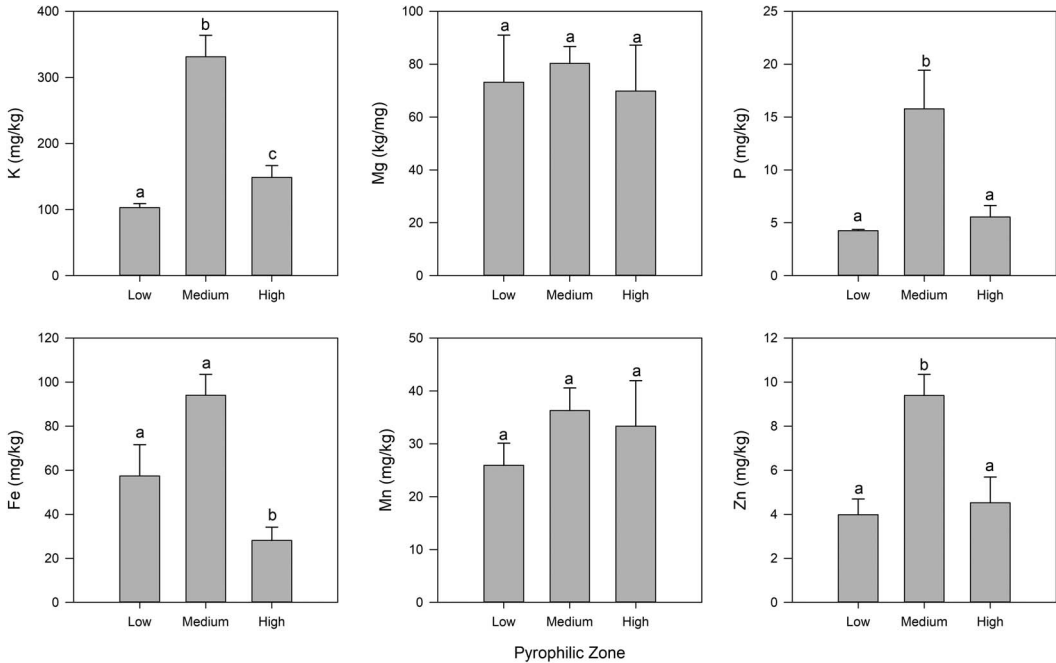 K (mg/kg)
400
300
200
100
0
a
b
c
Low Medium High
Mg (kg/mg)
100
80
60
40
20
0
a
a
a
Low Medium High
P (mg/kg)
25
20
15
10
5
0
a
b
a
Low Medium High
Fe (mg/kg)
120
100
80
60
40
20
0
a
a
b
Low Medium High
Mn (mg/kg)
50
40
30
20
10
0
a
a
a
Low Medium High
Zn (mg/kg)
12
10
8
6
4
2
0
a
b
a
Low Medium High
Pyrophilic Zone